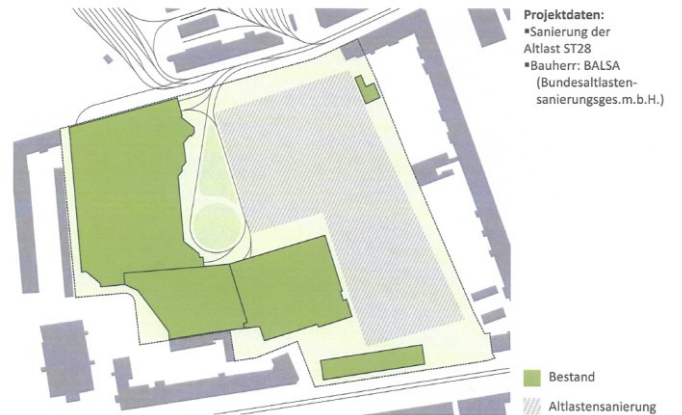 Projektdaten:
▪Sanierung der
Altlast ST28
▪Bauherr: BALSA
(Bundesaltlasten-
sanierungsges.m.b.H.)
Bestand
Altlastensanierung